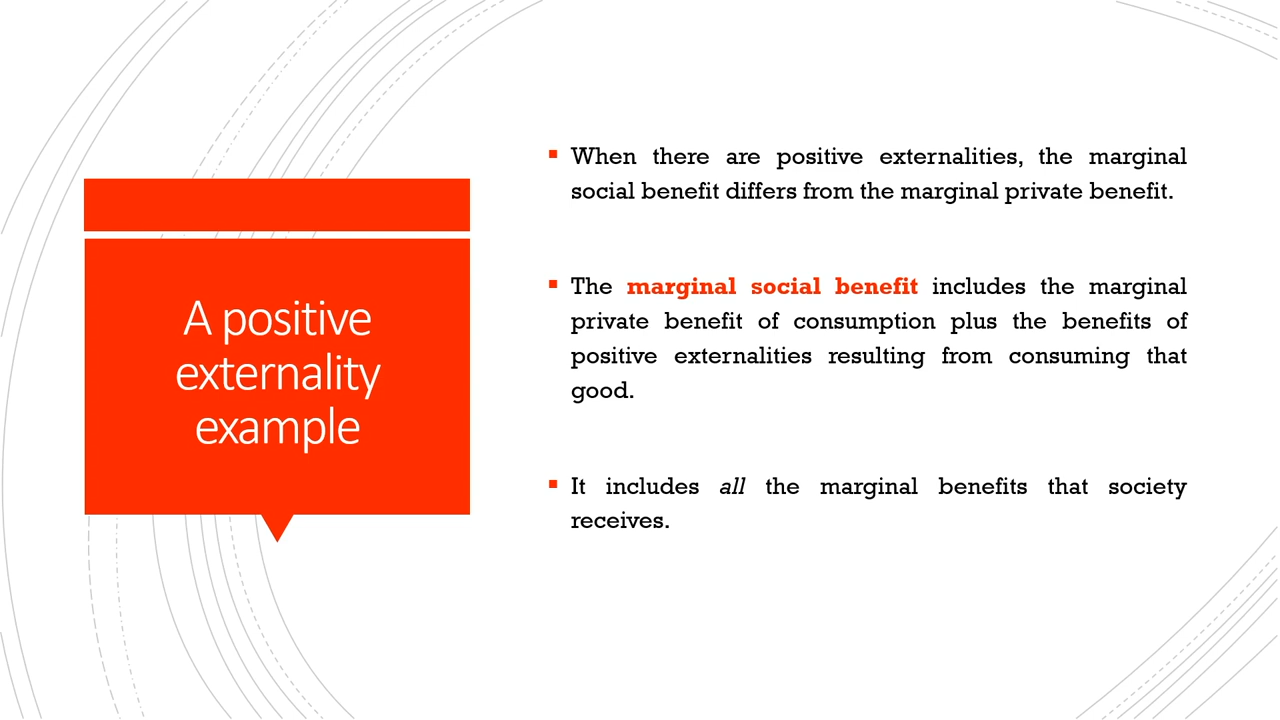 A positive
externality
example
When there are positive externalities, the marginal
social benefit differs from the marginal private benefit.
The marginal social benefit includes the marginal
private benefit of consumption plus the benefits of
positive externalities resulting from consuming that
good.
It includes all the marginal benefits that society
receives.